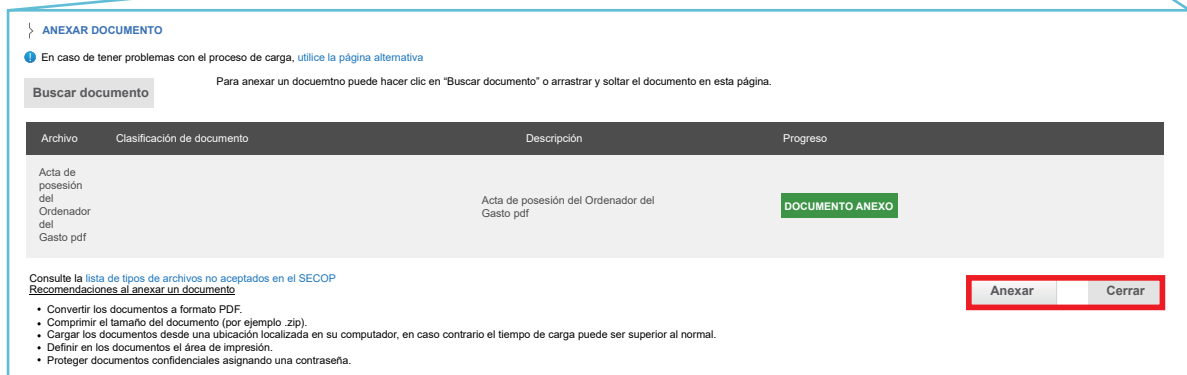 ANEXAR DOCUMENTO
En caso de tener problemas con el proceso de carga, utilice la página alternativa
Buscar documento
Para anexar un docuemtno puede hacer clic en “Buscar documento” o arrastrar y soltar el documento en esta página.
Archivo Clasificación de documento Descripción Progreso
Acta de
posesión
del
Ordenador
del
Gasto pdf
Acta de posesión del Ordenador del
Gasto pdf
DOCUMENTO ANEXO
Consulte la lista de tipos de archivos no aceptados en el SECOP
Recomendaciones al anexar un documento
Anexar Cerrar
• Convertir los documentos a formato PDF.
• Comprimir el tamaño del documento (por ejemplo .zip).
• Cargar los documentos desde una ubicación localizada en su computador, en caso contrario el tiempo de carga puede ser superior al normal.
• Definir en los documentos el área de impresión.
• Proteger documentos confidenciales asignando una contraseña.